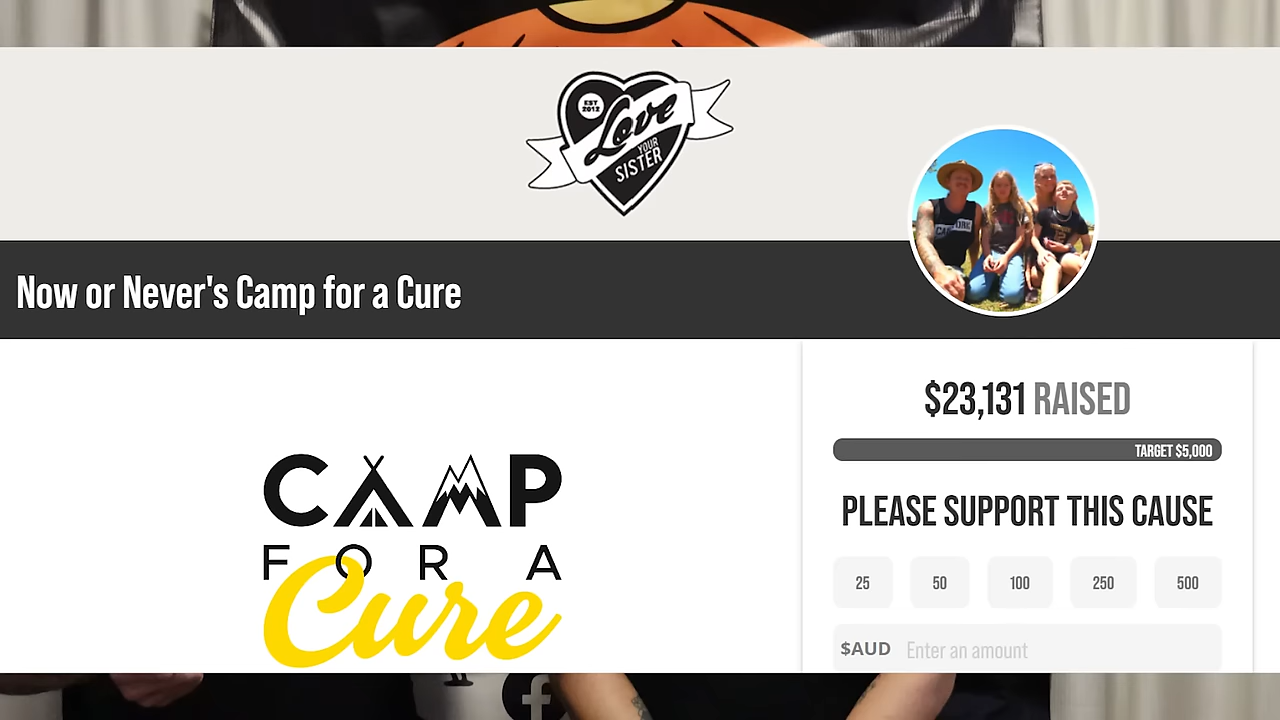 EST
2012
Love
YOUR
SISTER
Now or Never's Camp for a Cure
$23,131 RAISED
TARGET $5,000
PLEASE SUPPORT THIS CAUSE
25 50 100 250 500
$AUD Enter an amount
CAMP
FOR A
Cure